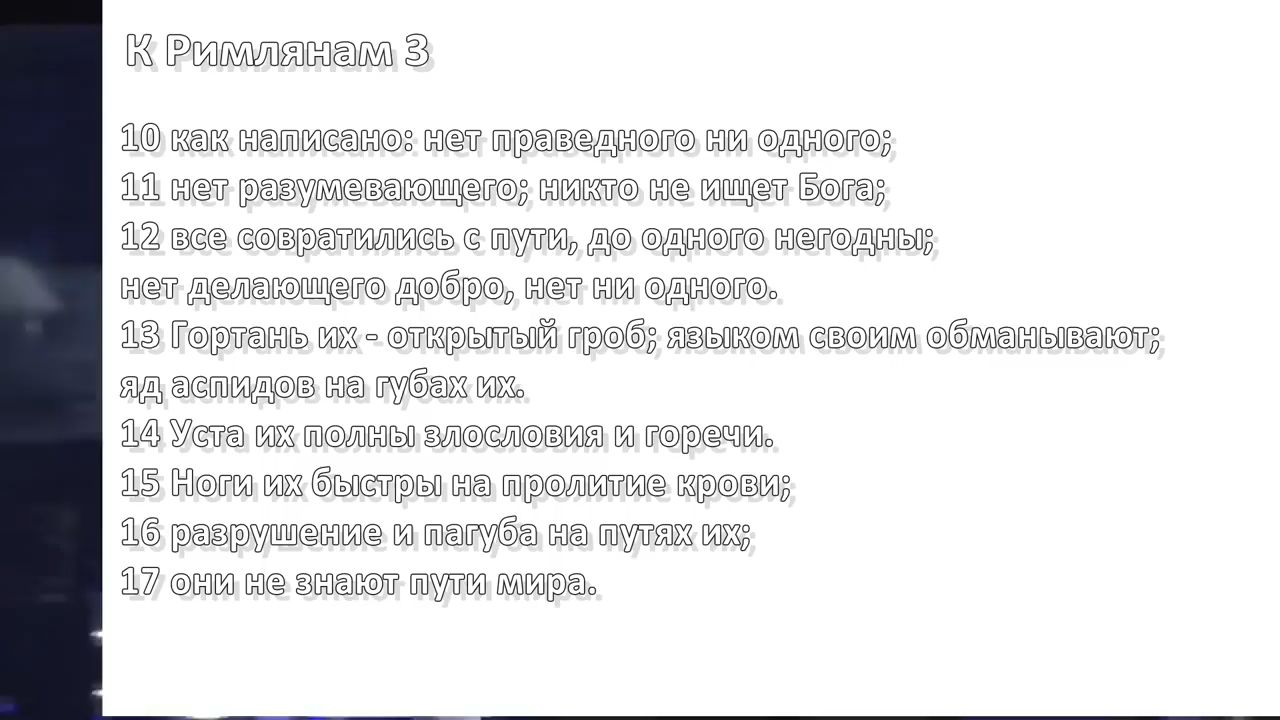 К Римлянам 3
10 как написано: нет праведного ни одного;
11 нет разумевающего; никто не ищет Бога;
12 все совратились с пути, до одного негодны;
нет делающего добро, нет ни одного.
13 Гортань их - открытый гроб; языком своим обманывают;
яд аспидов на губах их.
14 Уста их полны злословия и горечи.
15 Ноги их быстры на пролитие крови;
16 разрушение и пагуба на путях их;
17 они не знают пути мира.